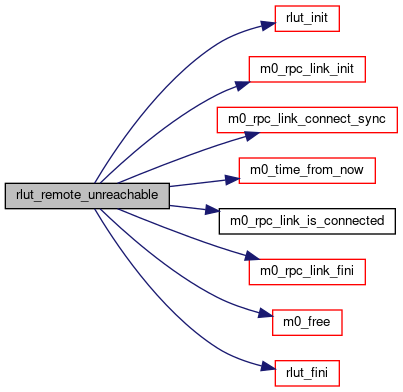 rlut_init
m0_rpc_link_init
m0_rpc_link_connect_sync
m0_time_from_now
rlut_remote_unreachable
m0_rpc_link_is_connected
m0_rpc_link_fini
m0_free
rlut_fini